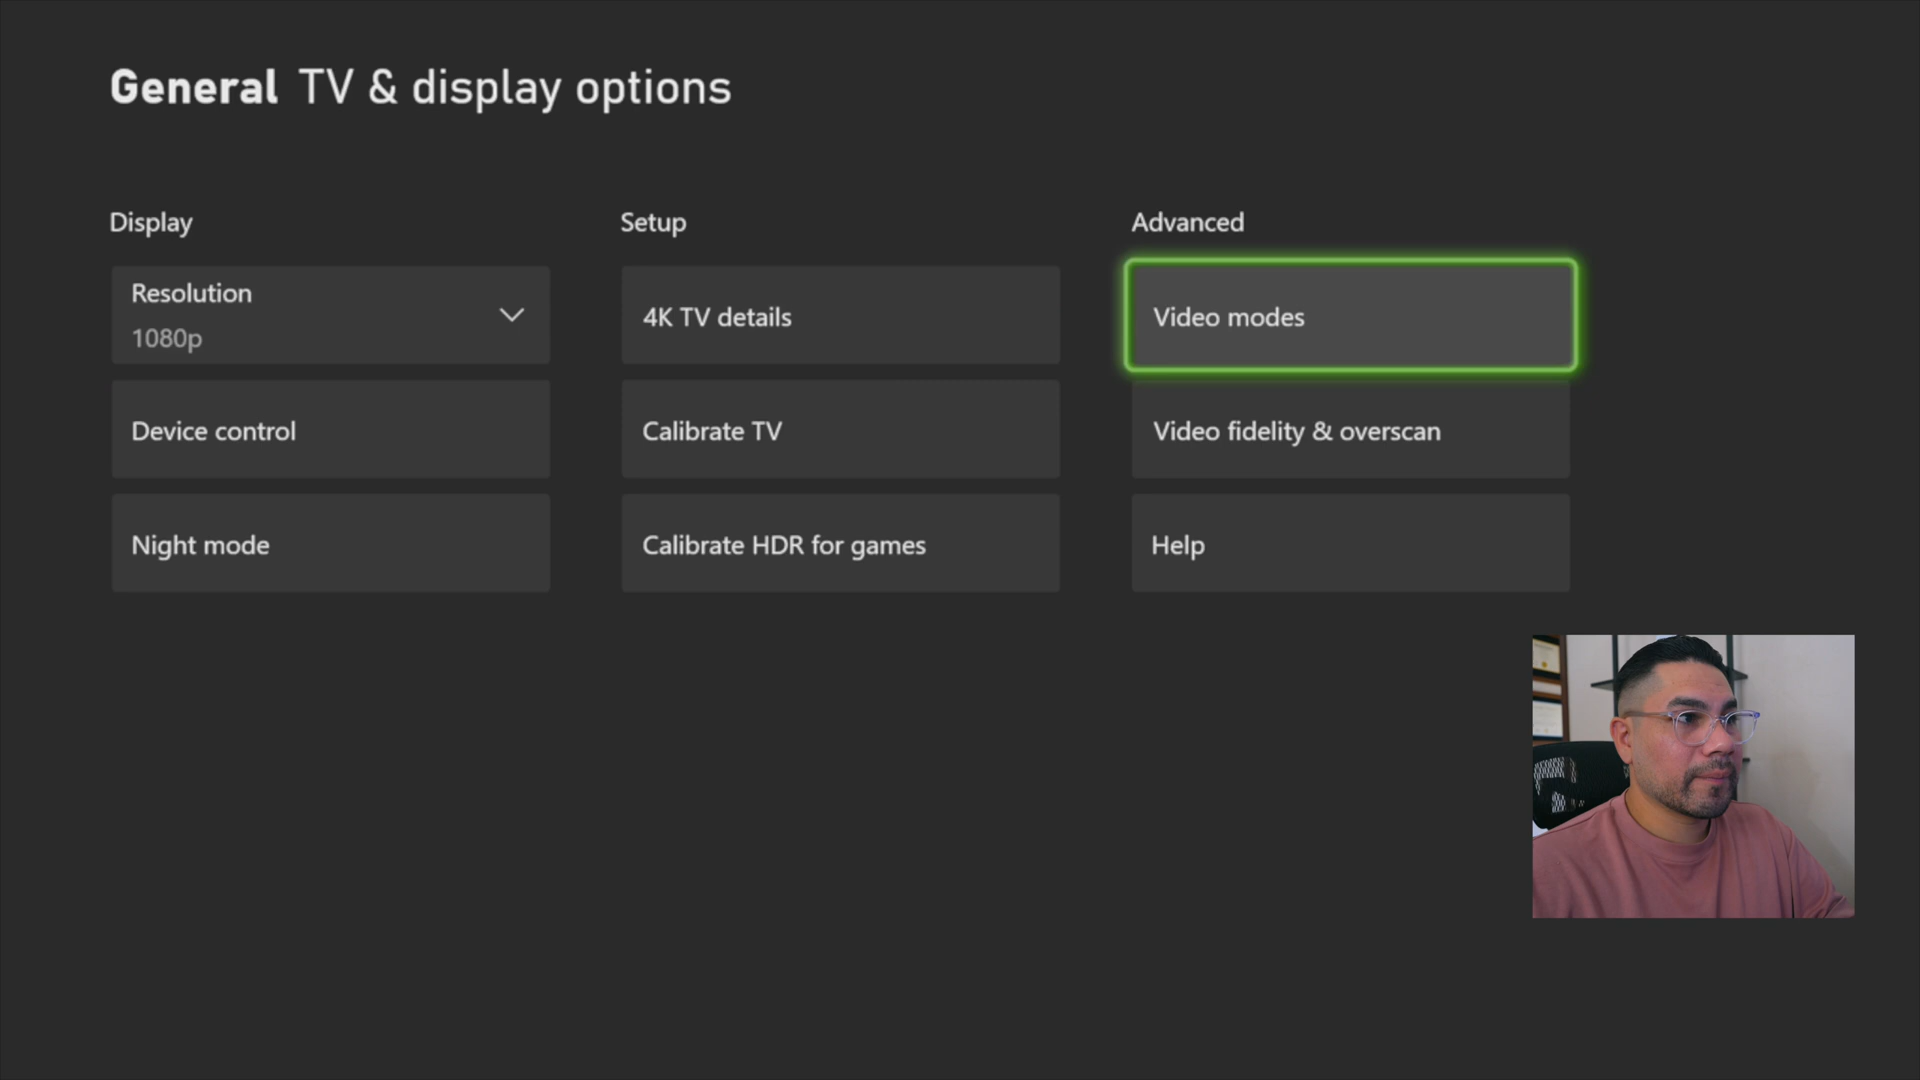 General TV & display options
Display
Resolution
1080p
Device control
Night mode
Setup
4K TV details
Calibrate TV
Calibrate HDR for games
Advanced
Video modes
Video fidelity & overscan
Help